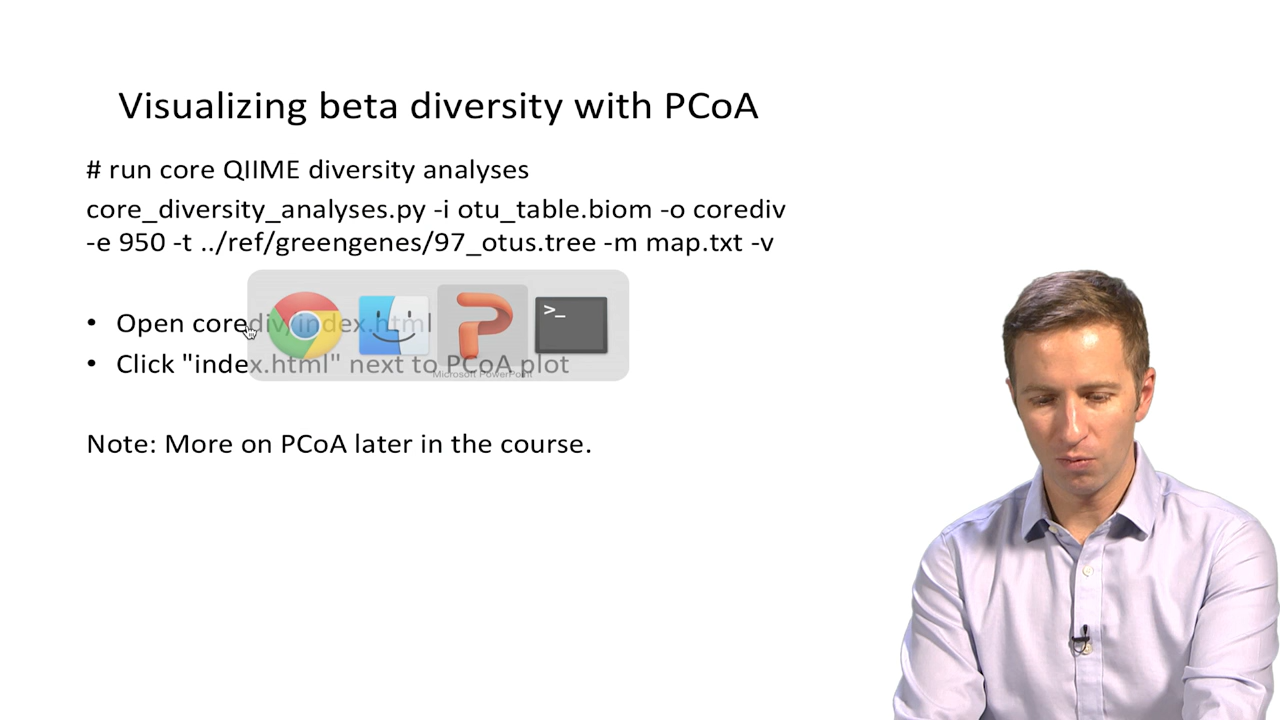 Visualizing beta diversity with PCoA
# run core QIIME diversity analyses
core_diversity_analyses.py -i otu_table.biom -o corediv
-e 950 -t ../ref/greengenes/97_otus.tree -m map.txt -v
• Open corediv/index.html
>_
• Click "index.html" next to PCoA plot
Microsoft PowerPoint
Note: More on PCoA later in the course.